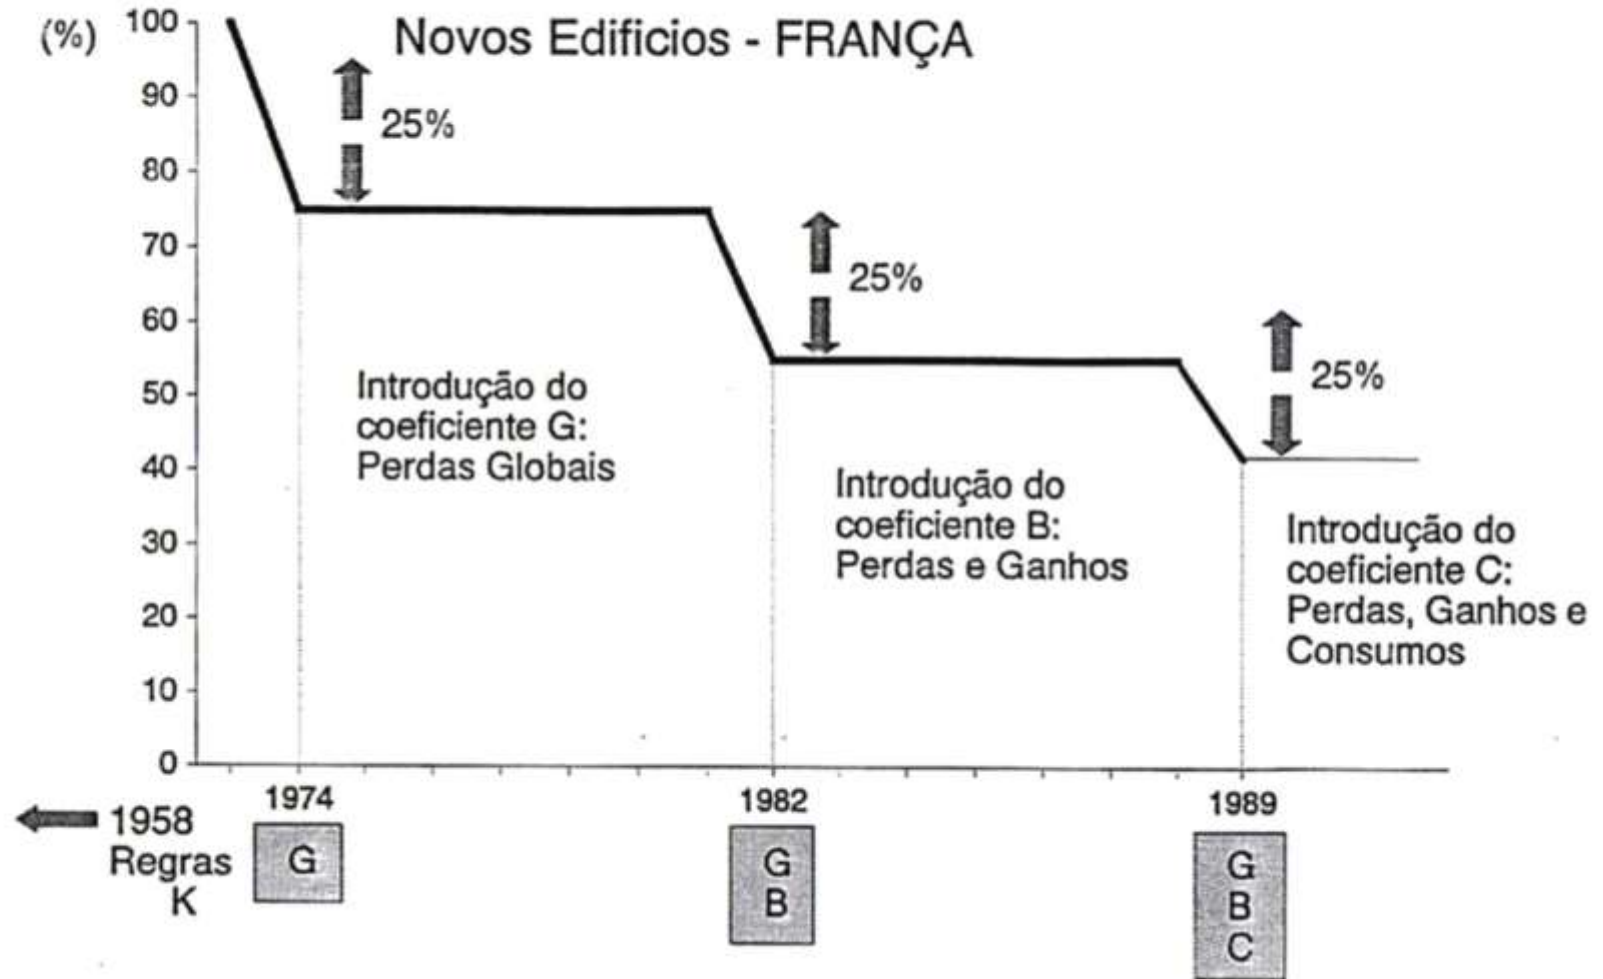 Novos Edificios - FRANÇA
(%)
100
90
80
70
60
50
40
30
20
10
0
25%
25%
25%
Introdução do
coeficiente G:
Perdas Globais
Introdução do
coeficiente B:
Perdas e Ganhos
Introdução do
coeficiente C:
Perdas, Ganhos e
Consumos
1974
1982
1989
1958
Regras
K
G
G
B
G
B
C